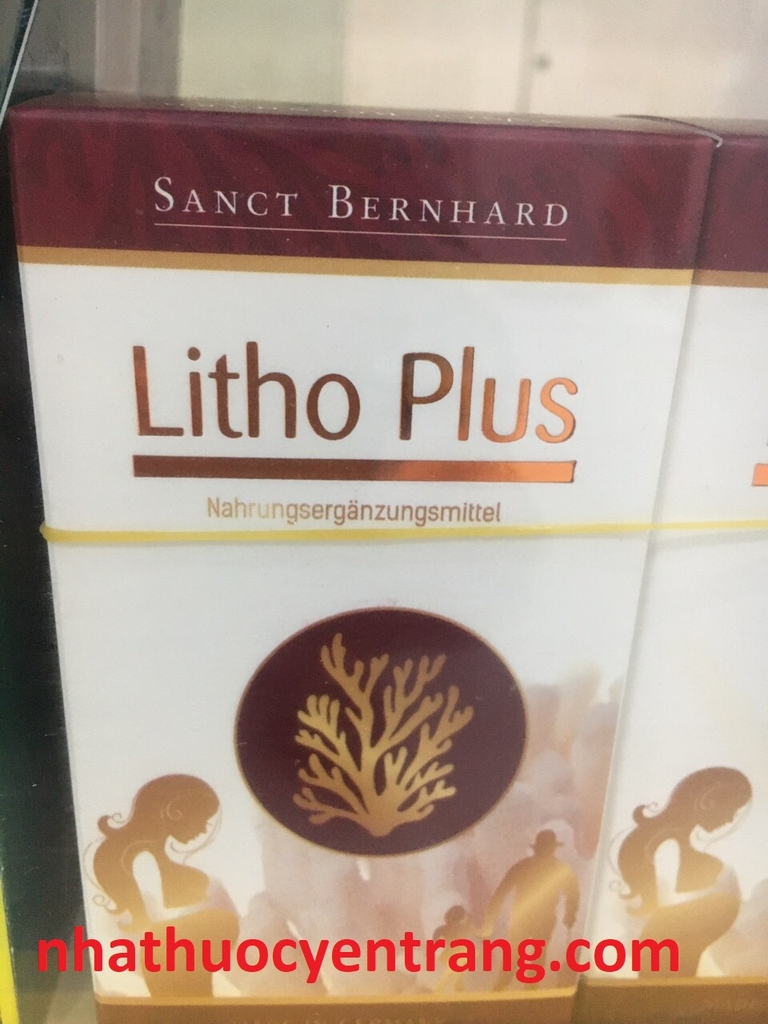 SANCT BERNHARD
Litho Plus
Nahrungsergänzungsmittel
nhathuocyentrang.com